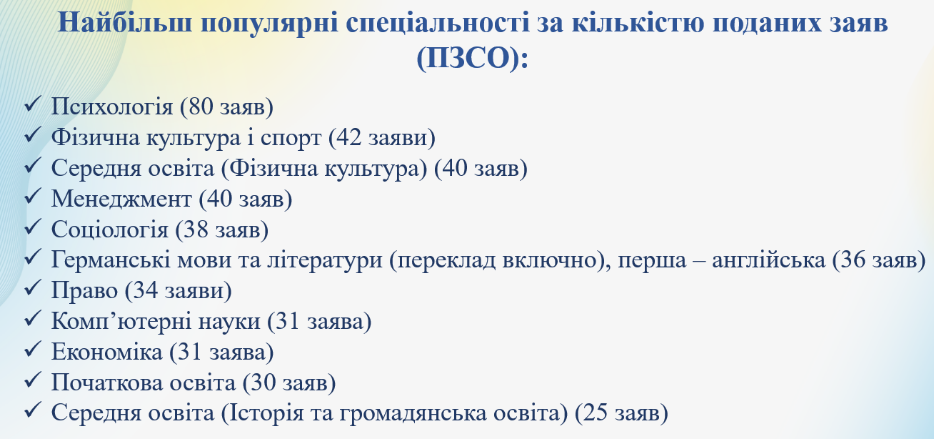 Найбільш популярні спеціальності за кількістю поданих заяв
(ПЗСО):
✓ Психологія (80 заяв)
✓ Фізична культура і спорт (42 заяви)
✓ Середня освіта (Фізична культура) (40 заяв)
✓ Менеджмент (40 заяв)
✓ Соціологія (38 заяв)
✓ Германські мови та літератури (переклад включно), перша – англійська (36 заяв)
✓ Право (34 заяви)
✓ Комп’ютерні науки (31 заява)
✓ Економіка (31 заява)
✓ Початкова освіта (30 заяв)
✓ Середня освіта (Історія та громадянська освіта) (25 заяв)